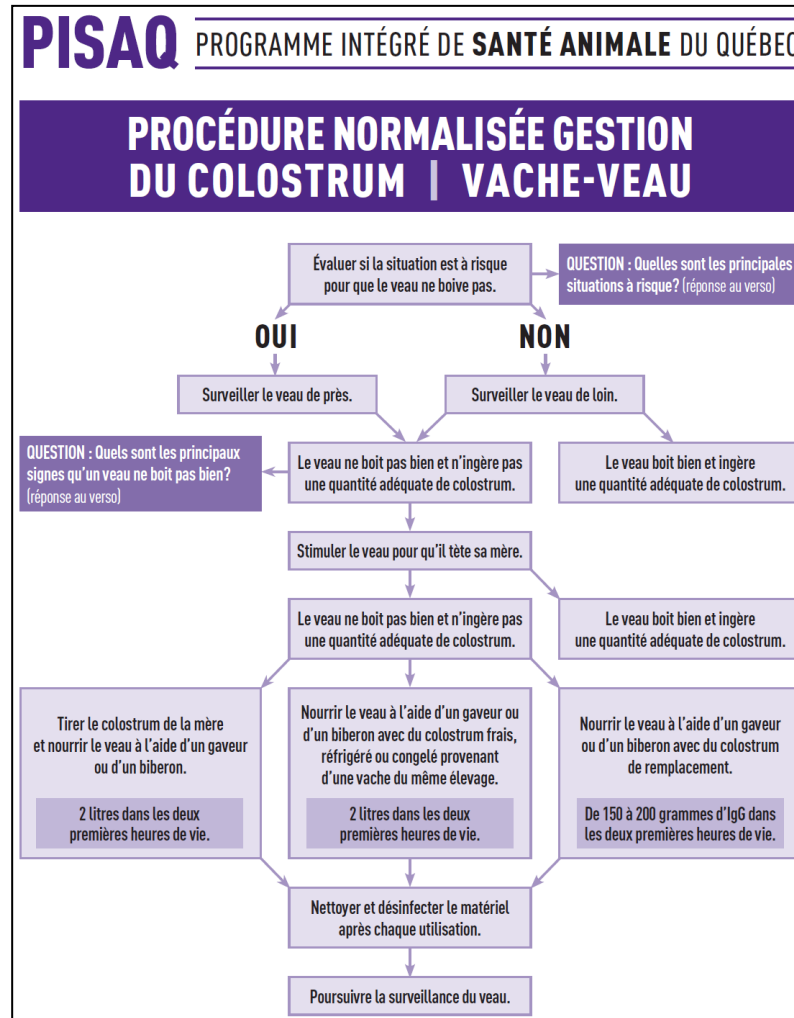 PISAQ PROGRAMME INTÉGRÉ DE SANTÉ ANIMALE DU QUÉBEC
PROCÉDURE NORMALISÉE GESTION
DU COLOSTRUM | VACHE-VEAU
Évaluer si la situation est à risque
pour que le veau ne boive pas.
QUESTION : Quelles sont les principales
situations à risque? (réponse au verso)
OUI
NON
Surveiller le veau de près.
Surveiller le veau de loin.
QUESTION : Quels sont les principaux
signes qu'un veau ne boit pas bien?
(réponse au verso)
Le veau ne boit pas bien et n'ingère pas
une quantité adéquate de colostrum.
Le veau boit bien et ingère
une quantité adéquate de colostrum.
Stimuler le veau pour qu'il tète sa mère.
Le veau ne boit pas bien et n'ingère pas
une quantité adéquate de colostrum.
Le veau boit bien et ingère
une quantité adéquate de colostrum.
Tirer le colostrum de la mère
et nourrir le veau à l'aide d'un gaveur
ou d'un biberon.
2 litres dans les deux
premières heures de vie.
Nourrir le veau à l'aide d'un gaveur ou
d'un biberon avec du colostrum frais,
réfrigéré ou congelé provenant
d'une vache du même élevage.
2 litres dans les deux
premières heures de vie.
Nourrir le veau à l'aide d'un gaveur
ou d'un biberon avec du colostrum
de remplacement.
De 150 à 200 grammes d'IgG dans
les deux premières heures de vie.
Nettoyer et désinfecter le matériel
après chaque utilisation.
Poursuivre la surveillance du veau.